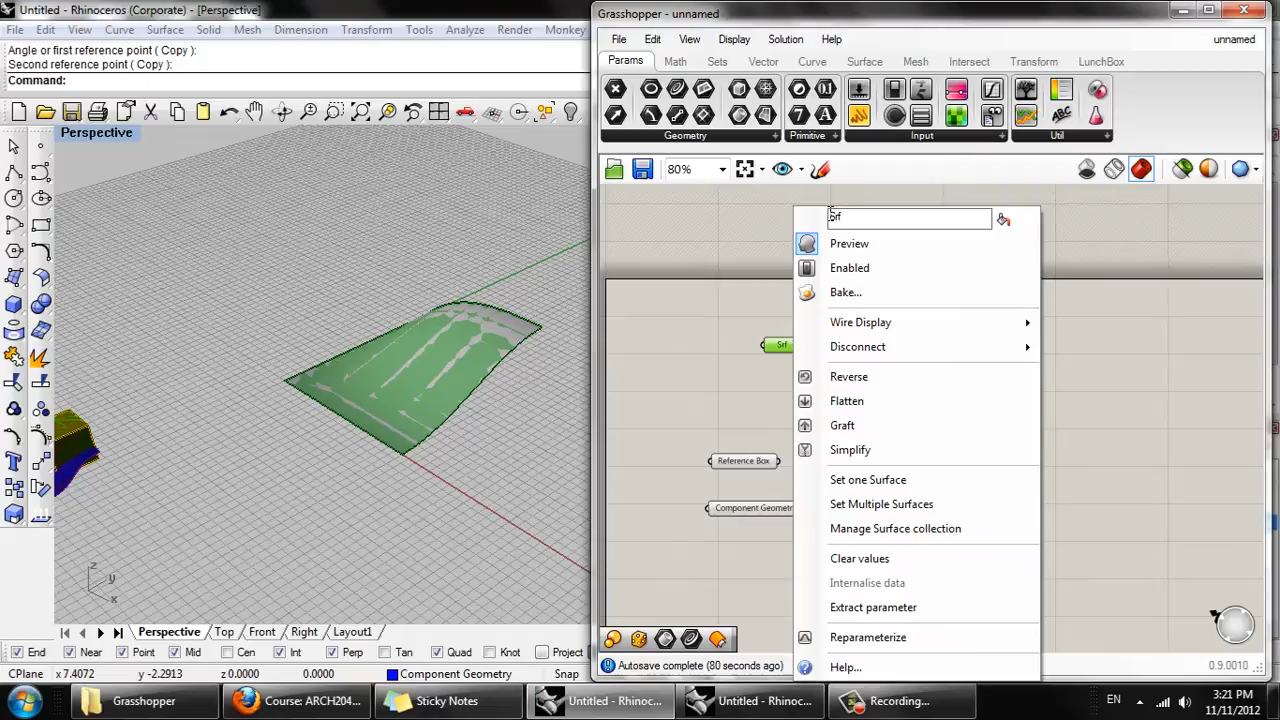 Untitled - Rhinoceros (Corporate) - [Perspective]
File Edit View Curve Surface Solid Mesh Dimension Transform Tools Analyze Render Monkey
Angle or first reference point ( Copy ):
Second reference point ( Copy ):
Command:
Perspective
z
y
x
Perspective Top Front Right Layout1
End Near Point Mid Cen Int Perp Tan Quad Knot Project
CPlane x 7.4072 y -2.2913 z 0.0000 0.0000 Component Geometry Snap
Grasshopper - unnamed
File Edit View Display Solution Help unnamed
Params Math Sets Vector Curve Surface Mesh Intersect Transform LunchBox
Geometry Primitive Input Util
80%
Srf
Reference Box
Component Geometr
Preview
Enabled
Bake...
Wire Display
Disconnect
Reverse
Flatten
Graft
Simplify
Set one Surface
Set Multiple Surfaces
Manage Surface collection
Clear values
Internalise data
Extract parameter
Reparameterize
Help...
Autosave complete (80 seconds ago)
0.9.0010
Grasshopper Course: ARCH204... Sticky Notes Untitled - Rhinoc... Untitled - Rhinoc... Recording...
EN
3:21 PM
11/11/2012